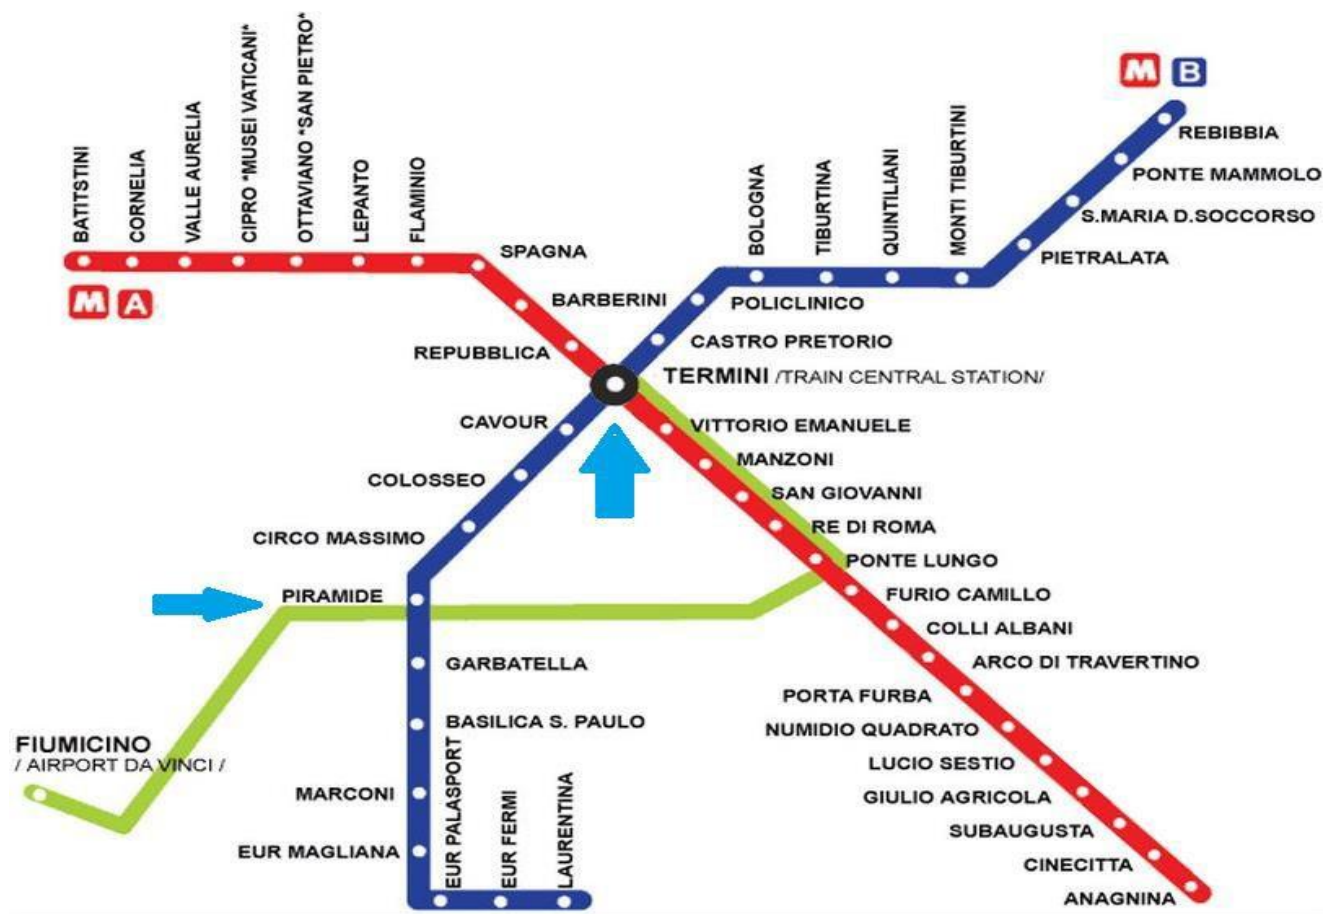 M B
BATITSTINI
CORNELIA
VALLE AURELIA
CIPRO *MUSEI VATICANI*
OTTAVIANO *SAN PIETRO*
LEPANTO
FLAMINIO
M A
SPAGNA
BARBERINI
REPUBBLICA
BOLOGNA
TIBURTINA
QUINTILIANI
MONTI TIBURTINI
REBIBBIA
PONTE MAMMOLO
S.MARIA D.SOCCORSO
PIETRALATA
POLICLINICO
CASTRO PRETORIO
TERMINI /TRAIN CENTRAL STATION/
CAVOUR
COLOSSEO
CIRCO MASSIMO
PIRAMIDE
VITTORIO EMANUELE
MANZONI
SAN GIOVANNI
RE DI ROMA
PONTE LUNGO
FURIO CAMILLO
COLLI ALBANI
ARCO DI TRAVERTINO
PORTA FURBA
NUMIDIO QUADRATO
LUCIO SESTIO
GIULIO AGRICOLA
SUBAUGUSTA
CINECITTA
ANAGNINA
GARBATELLA
BASILICA S. PAULO
FIUMICINO
/ AIRPORT DA VINCI /
MARCONI
EUR MAGLIANA
EUR PALASPORT
EUR FERMI
LAURENTINA